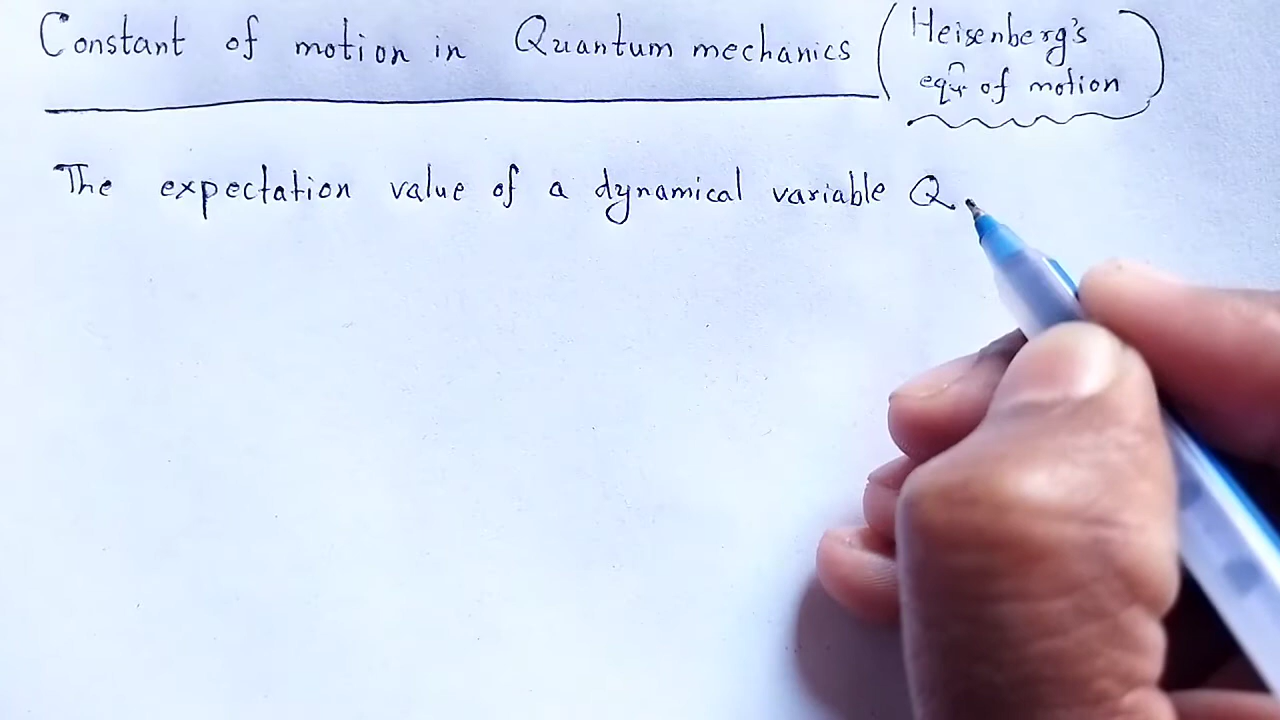 Constant of motion in Quantum mechanics (Heisenberg's
eqn of motion)
The expectation value of a dynamical variable Q